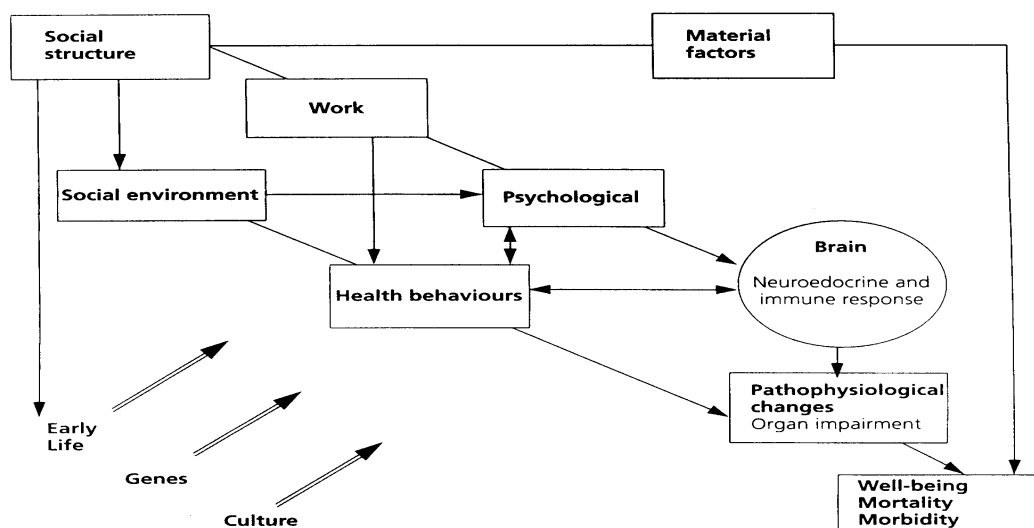 Social
structure
Material
factors
Work
Social environment
Psychological
Brain
Neuroedocrine and
immune response
Health behaviours
Pathophysiological
changes
Organ impairment
Early
Life
Genes
Culture
Well-being
Mortality
Morbidity